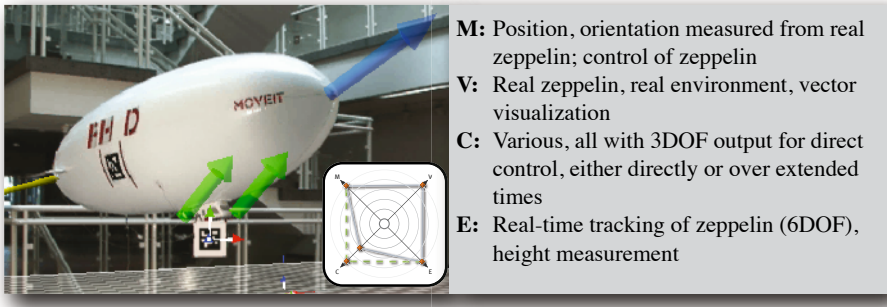 FH D
MOVEIT
M
V
C
E
M: Position, orientation measured from real
zeppelin; control of zeppelin
V: Real zeppelin, real environment, vector
visualization
C: Various, all with 3DOF output for direct
control, either directly or over extended
times
E: Real-time tracking of zeppelin (6DOF),
height measurement